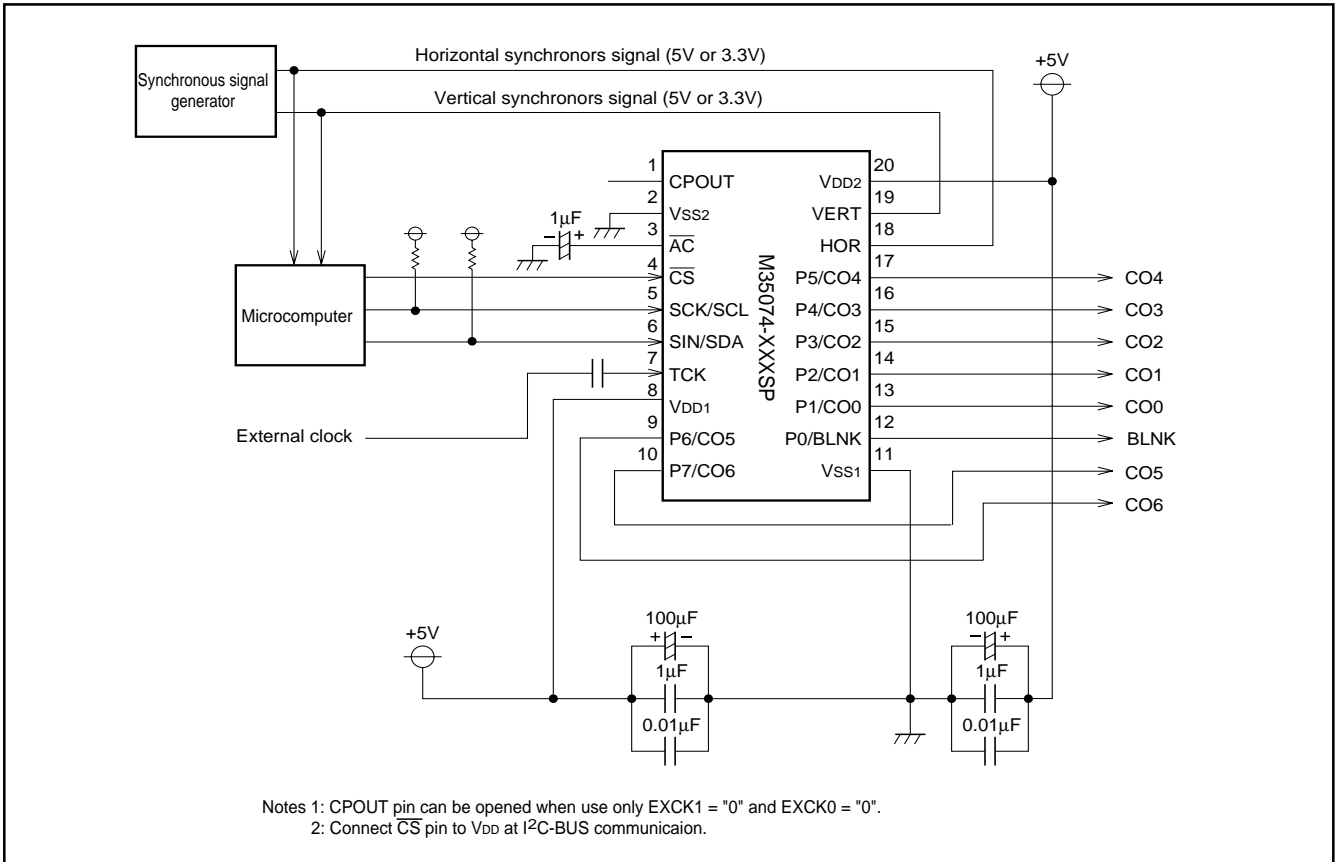 Horizontal synchronors signal (5V or 3.3V)
+5V
Synchronous signal
generator
Vertical synchronors signal (5V or 3.3V)
1
CPOUT
2
VSS2
3
AC
4
CS
5
SCK/SCL
6
SIN/SDA
7
TCK
8
VDD1
9
P6/CO5
10
P7/CO6
M35074-XXXSP
20
VDD2
19
VERT
18
HOR
17
P5/CO4
16
P4/CO3
15
P3/CO2
14
P2/CO1
13
P1/CO0
12
P0/BLNK
11
VSS1
1μF
− +
Microcomputer
External clock
CO4
CO3
CO2
CO1
CO0
BLNK
CO5
CO6
+5V
100μF
+ −
1μF
0.01μF
100μF
− +
1μF
0.01μF
Notes 1: CPOUT pin can be opened when use only EXCK1 = "0" and EXCK0 = "0".
2: Connect CS pin to VDD at I2C-BUS communicaion.